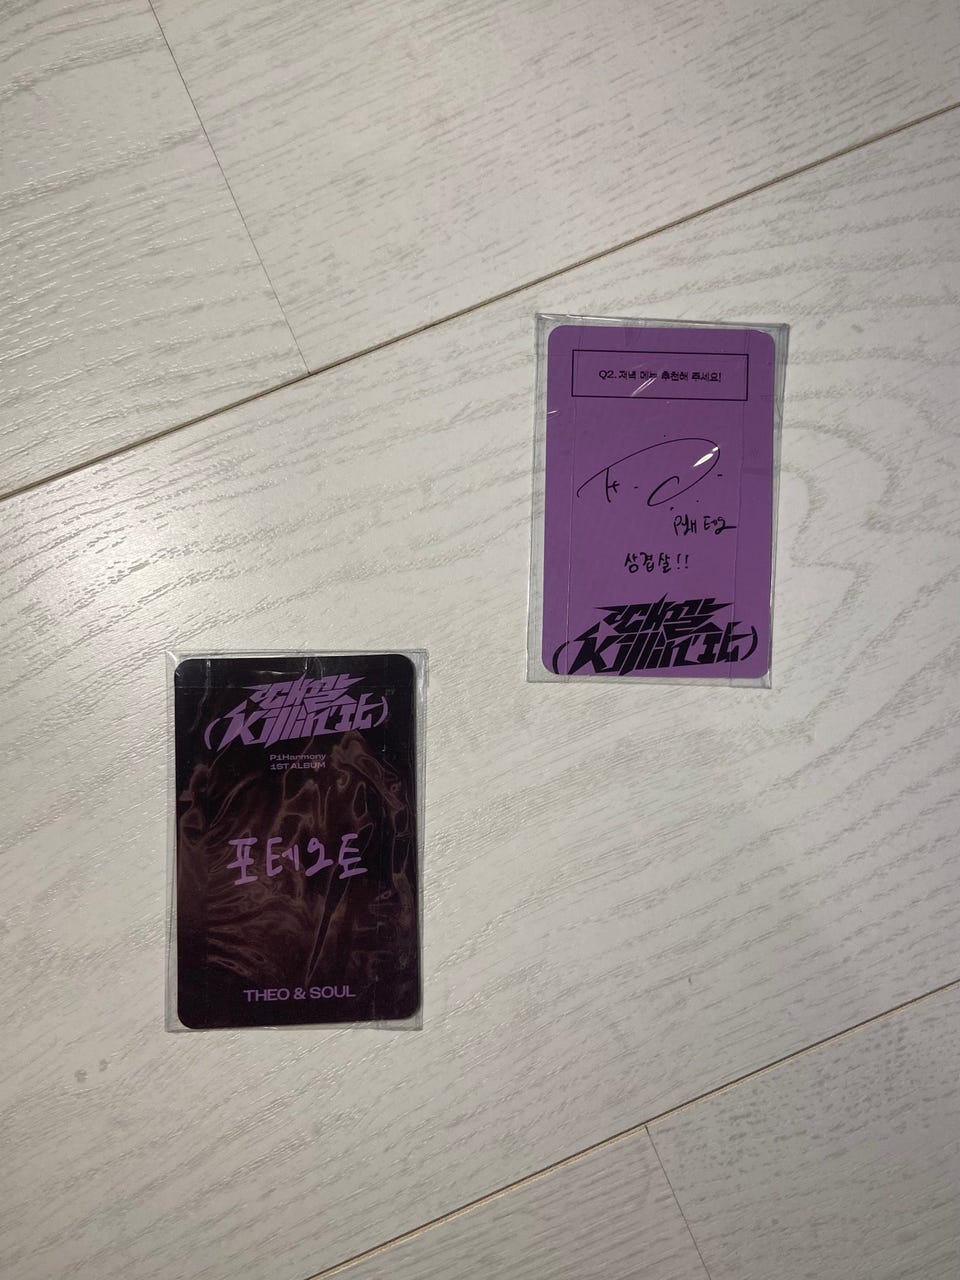 Q2. 저녁 메뉴 추천해 주세요!
P1H 테오
삼겹살!!
때깔
(Killin' It)
때깔
(Killin' It)
P1Harmony
1ST ALBUM
포테오토
THEO & SOUL